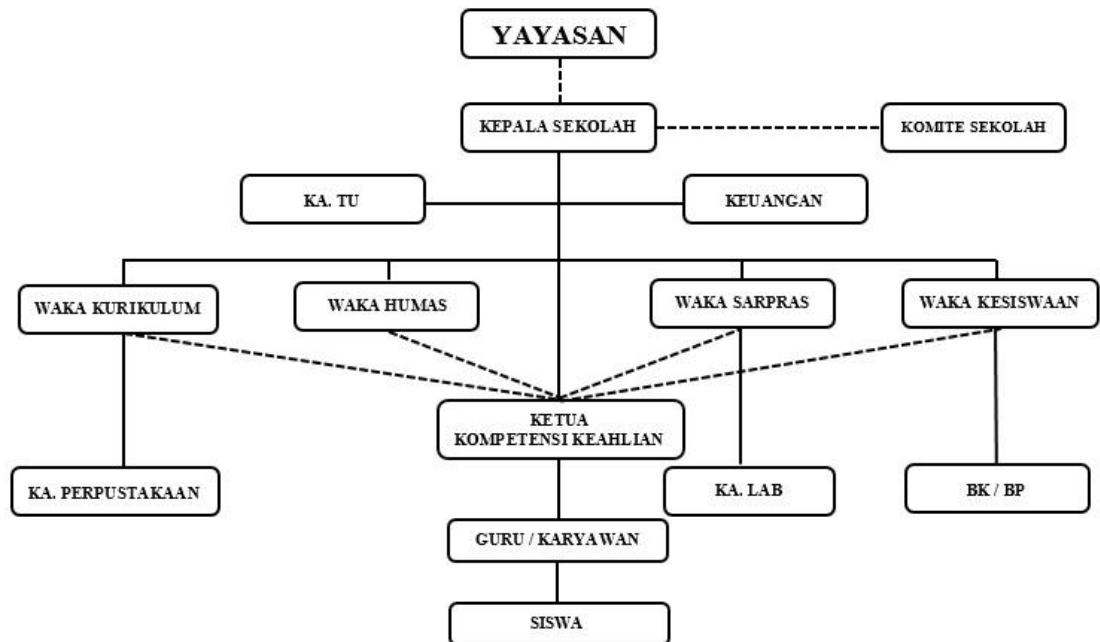 YAYASAN
KEPALA SEKOLAH
KOMITE SEKOLAH
KA. TU
KEUANGAN
WAKA KURIKULUM
WAKA HUMAS
WAKA SARPRAS
WAKA KESISWAAN
KETUA
KOMPETENSI KEAHLIAN
KA. PERPUSTAKAAN
KA. LAB
BK / BP
GURU / KARYAWAN
SISWA